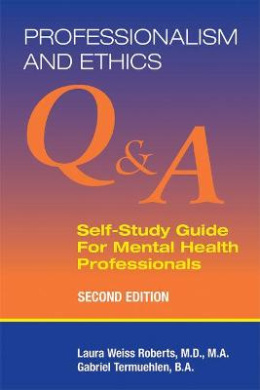 PROFESSIONALISM
AND ETHICS
Q&A
Self-Study Guide
For Mental Health
Professionals
SECOND EDITION
Laura Weiss Roberts, M.D., M.A.
Gabriel Termuehlen, B.A.